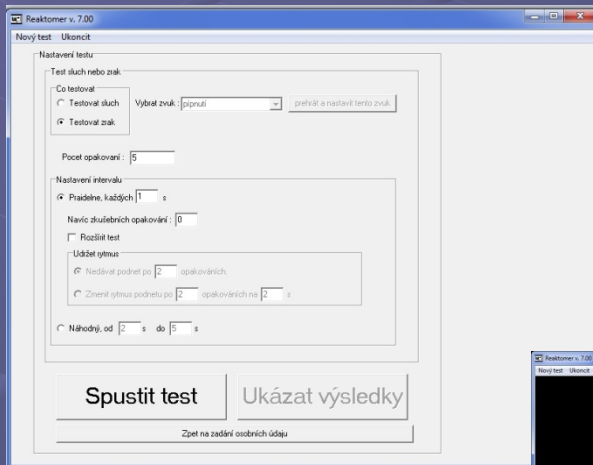 Reaktomer v. 7.00
Nový test Ukoncit
Nastavení testu
Test sluch nebo zrak
Co testovat
Testovat sluch
Vybrat zvuk : pipnutí
prehrát a nastavit tento zvuk
Testovat zrak
Pocet opakovaní : 5
Nastavení intervalu
Praidelne, každých 1 s
Navíc zkušebních opakování : 0
Rozšírit test
Udržet rytmus
Nedávat podnet po 2 opakováních.
Zmenit rytmus podnetu po 2 opakováních na 2 s
Náhodný, od 2 s do 5 s
Spustit test
Ukázat výsledky
Zpet na zadání osobních údaju
Reaktomer v. 7.00
Nový test Ukoncit